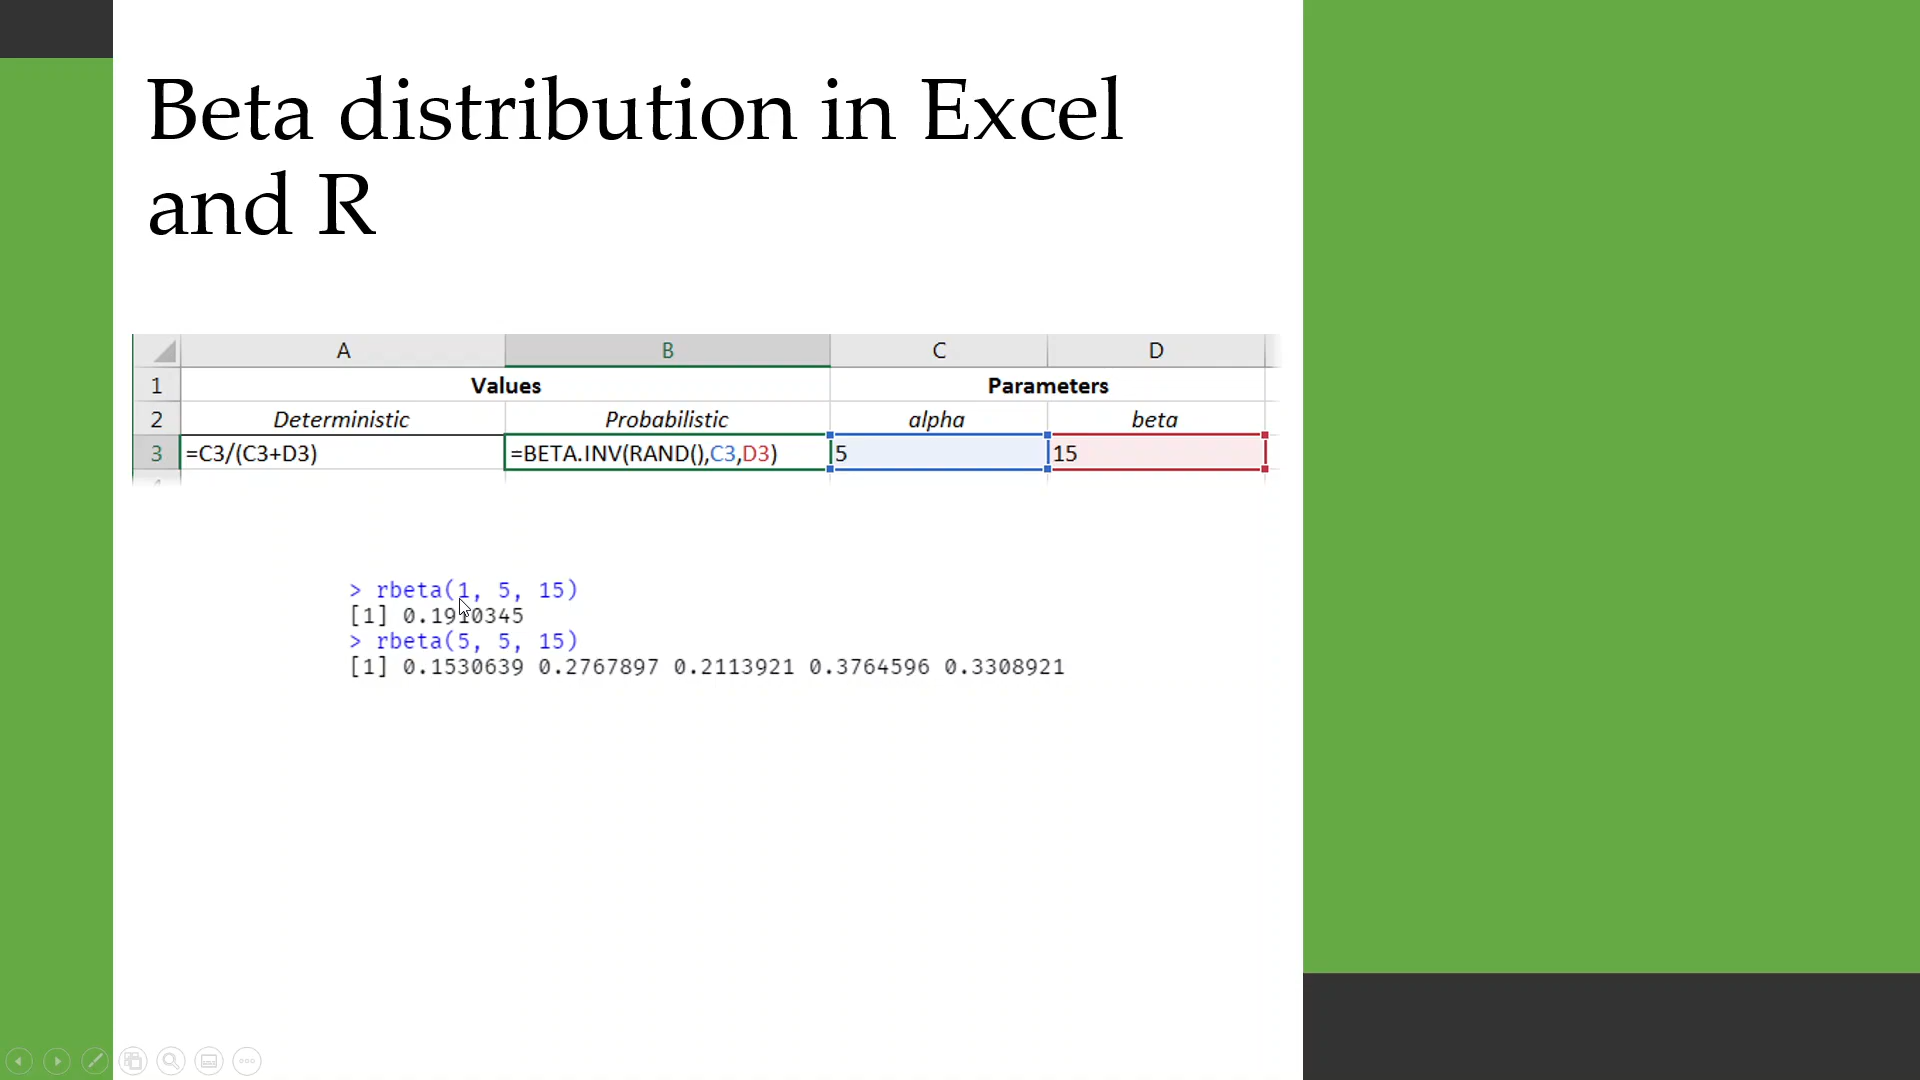 Beta distribution in Excel
and R
A B C D
1 Values Parameters
2 Deterministic Probabilistic alpha beta
3 =C3/(C3+D3) =BETA.INV(RAND(),C3,D3) 5 15
> rbeta(1, 5, 15)
[1] 0.1910345
> rbeta(5, 5, 15)
[1] 0.1530639 0.2767897 0.2113921 0.3764596 0.3308921